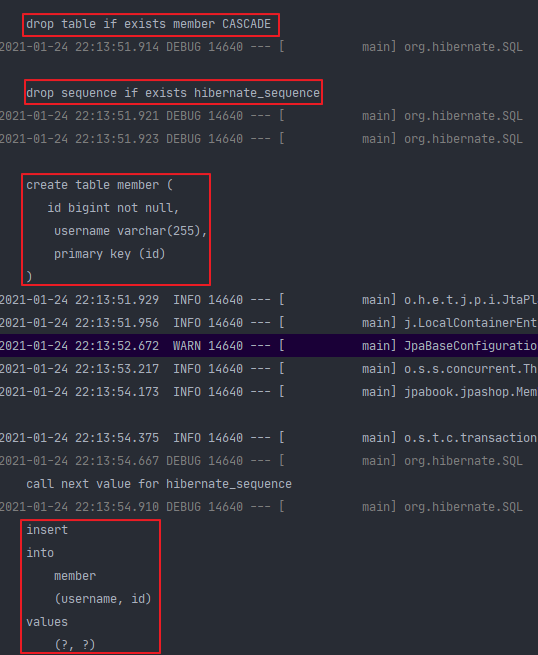 drop table if exists member CASCADE
2021-01-24 22:13:51.914 DEBUG 14640 --- [ main] org.hibernate.SQL
drop sequence if exists hibernate_sequence
2021-01-24 22:13:51.921 DEBUG 14640 --- [ main] org.hibernate.SQL
2021-01-24 22:13:51.923 DEBUG 14640 --- [ main] org.hibernate.SQL
create table member (
id bigint not null,
username varchar(255),
primary key (id)
)
2021-01-24 22:13:51.929 INFO 14640 --- [ main] o.h.e.t.j.p.i.JtaPl
2021-01-24 22:13:51.956 INFO 14640 --- [ main] j.LocalContainerEnt
2021-01-24 22:13:52.672 WARN 14640 --- [ main] JpaBaseConfiguratio
2021-01-24 22:13:53.217 INFO 14640 --- [ main] o.s.s.concurrent.Th
2021-01-24 22:13:54.173 INFO 14640 --- [ main] jpabook.jpashop.Mem
2021-01-24 22:13:54.375 INFO 14640 --- [ main] o.s.t.c.transaction
2021-01-24 22:13:54.667 DEBUG 14640 --- [ main] org.hibernate.SQL
call next value for hibernate_sequence
2021-01-24 22:13:54.910 DEBUG 14640 --- [ main] org.hibernate.SQL
insert
into
member
(username, id)
values
(?, ?)